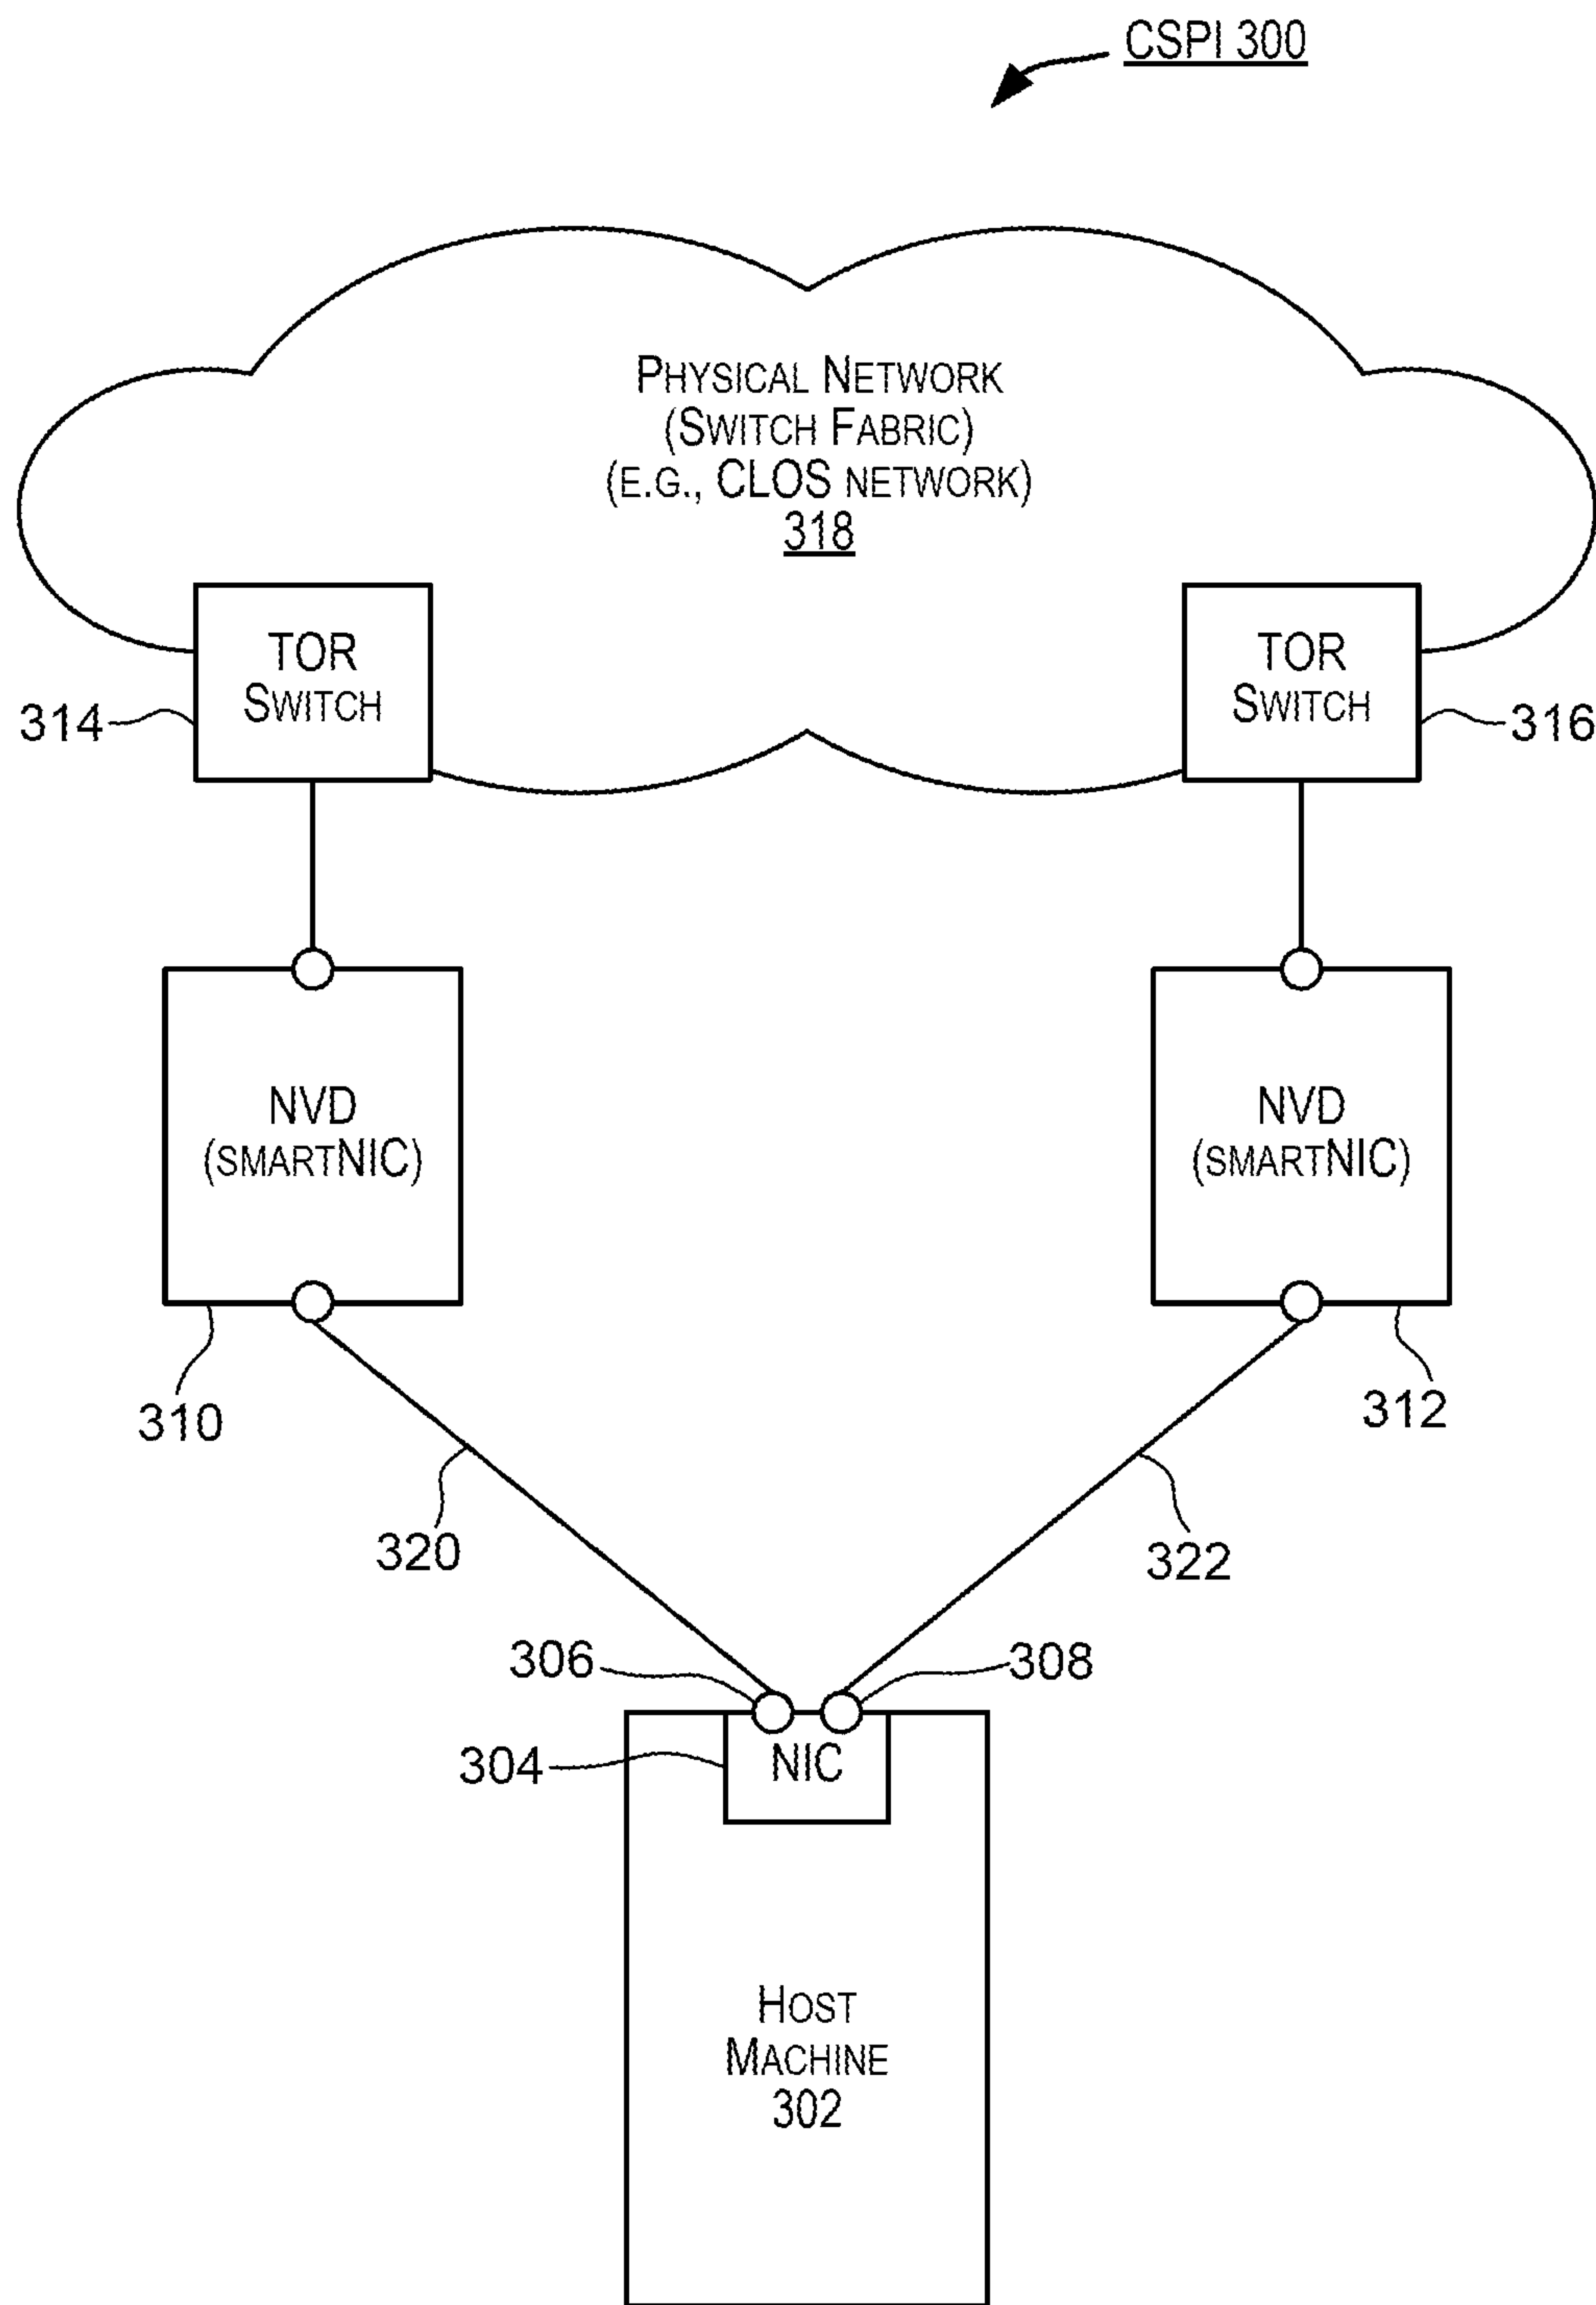 CSPI 300
Physical Network
(Switch Fabric)
(e.g., CLOS network)
318
TOR
Switch
TOR
Switch
314
316
NVD
(smartNIC)
NVD
(smartNIC)
310
312
320
322
306
308
304
NIC
Host
Machine
302